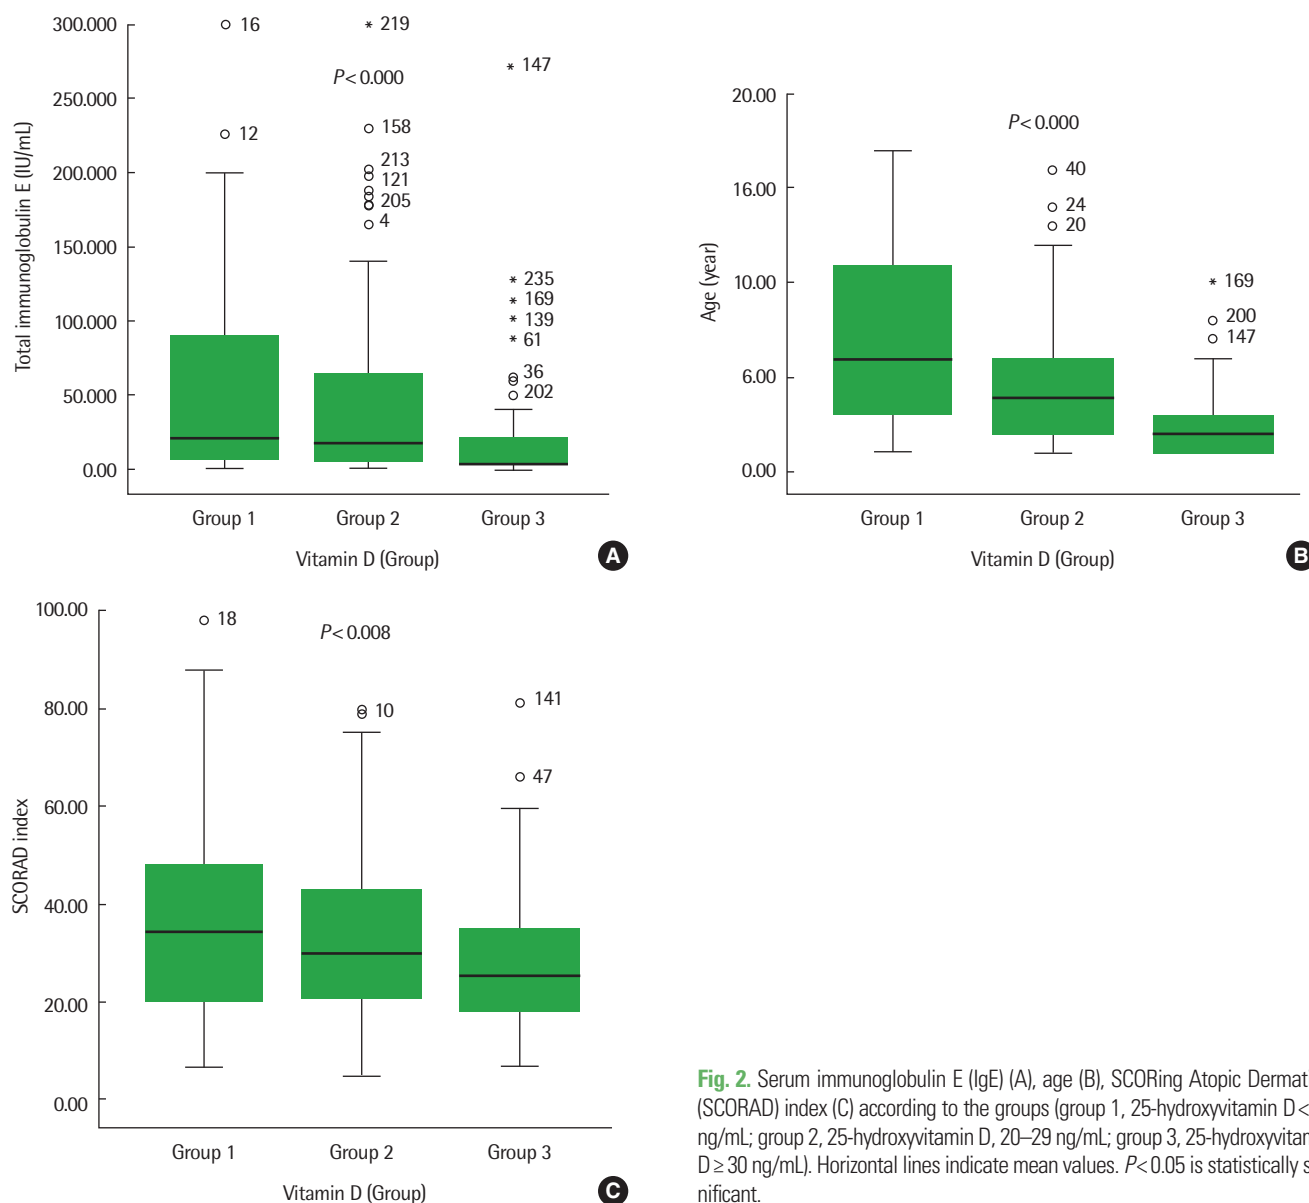 300.000
250.000
200.000
150.000
100.000
50.000
0.00
Total immunoglobulin E (IU/mL)
16
12
219
P< 0.000
158
213
121
205
4
147
235
169
139
61
36
202
Group 1 Group 2 Group 3
Vitamin D (Group)
A
20.00
16.00
10.00
6.00
0.00
Age (year)
P< 0.000
40
24
20
169
200
147
Group 1 Group 2 Group 3
Vitamin D (Group)
B
100.00
80.00
60.00
40.00
20.00
0.00
SCORAD index
18
P< 0.008
10
141
47
Group 1 Group 2 Group 3
Vitamin D (Group)
C
Fig. 2. Serum immunoglobulin E (IgE) (A), age (B), SCORing Atopic Dermat
(SCORAD) index (C) according to the groups (group 1, 25-hydroxyvitamin D<
ng/mL; group 2, 25-hydroxyvitamin D, 20–29 ng/mL; group 3, 25-hydroxyvitam
D≥30 ng/mL). Horizontal lines indicate mean values. P<0.05 is statistically s
nificant.